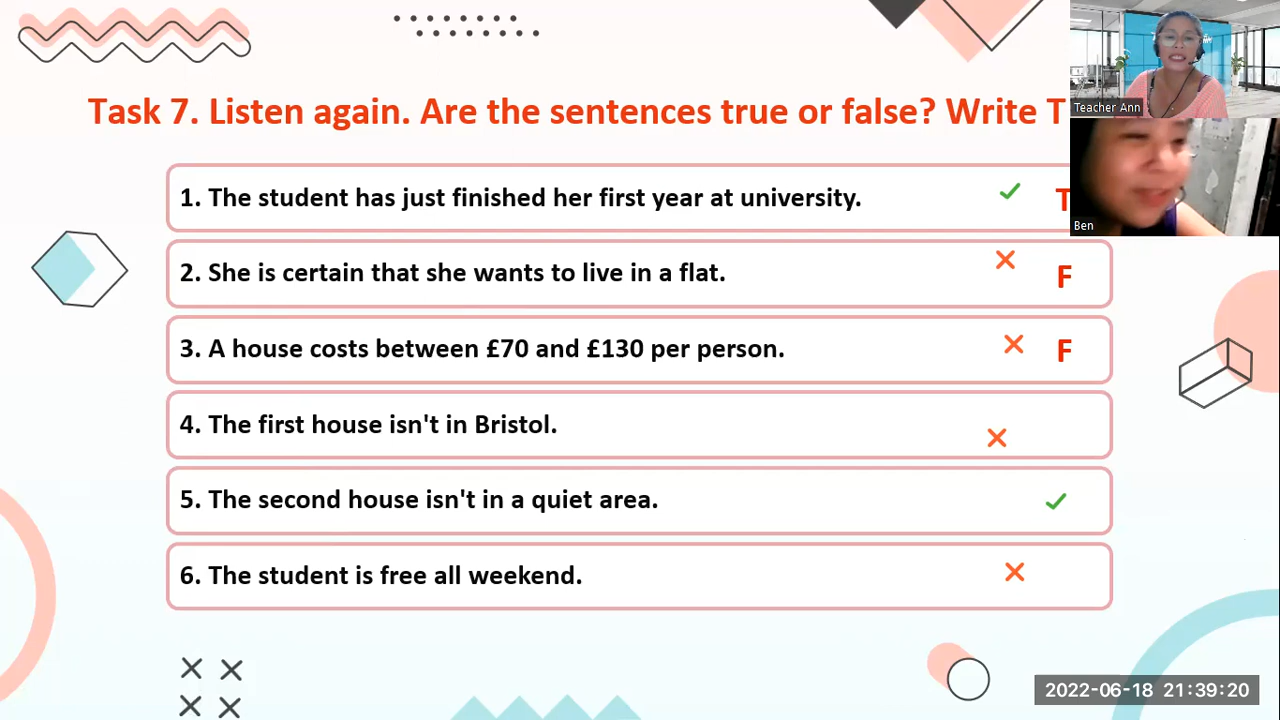 Task 7. Listen again. Are the sentences true or false? Write T
Teacher Ann
Ben
1. The student has just finished her first year at university. T
2. She is certain that she wants to live in a flat. F
3. A house costs between £70 and £130 per person. F
4. The first house isn't in Bristol.
5. The second house isn't in a quiet area.
6. The student is free all weekend.
2022-06-18 21:39:20